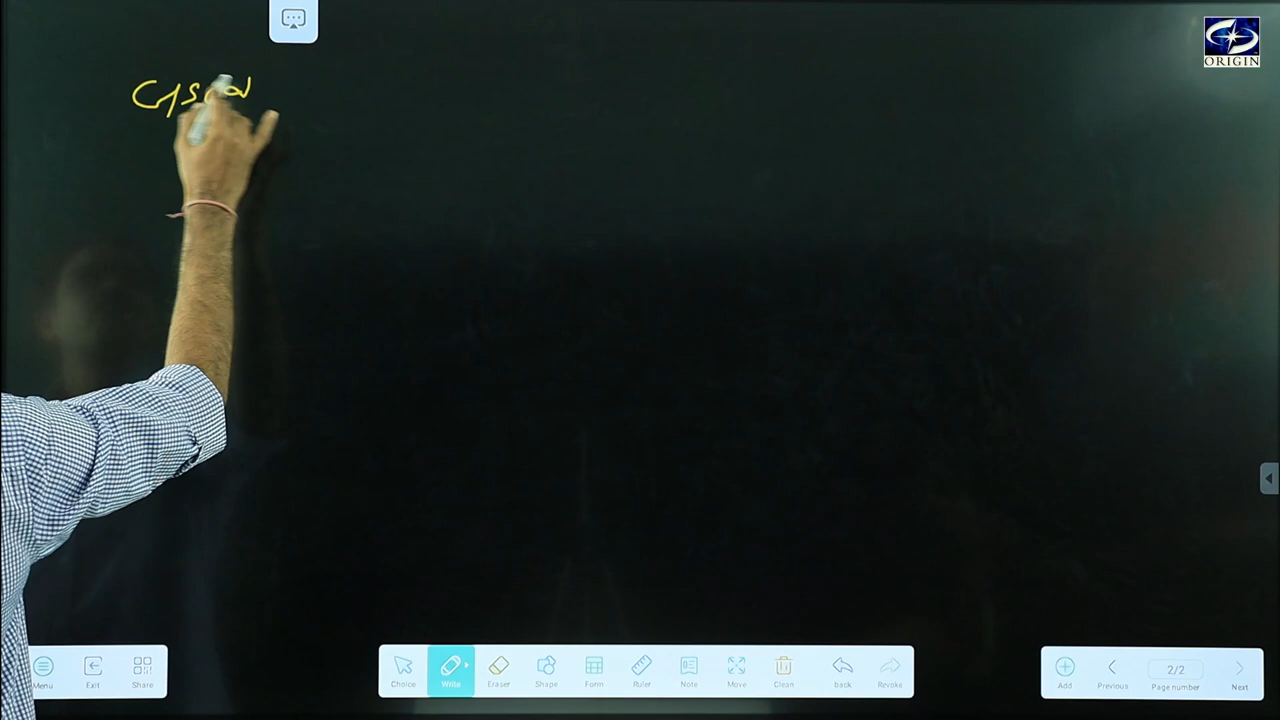 ORIGIN
2/2
Menu
Exit
Share
Choice
Write
Eraser
Shape
Form
Ruler
Note
Move
Clean
back
Revoke
Add
Previous
Page number
Next